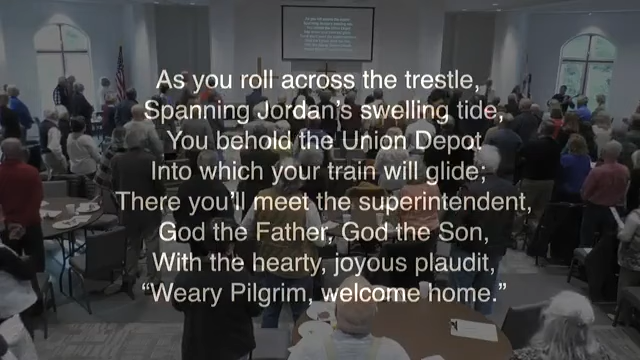 As you roll across the trestle,
Spanning Jordan's swelling tide,
You behold the Union Depot
Into which your train will glide;
There you'll meet the superintendent,
God the Father, God the Son,
With the hearty, joyous plaudit,
“Weary Pilgrim, welcome home.”